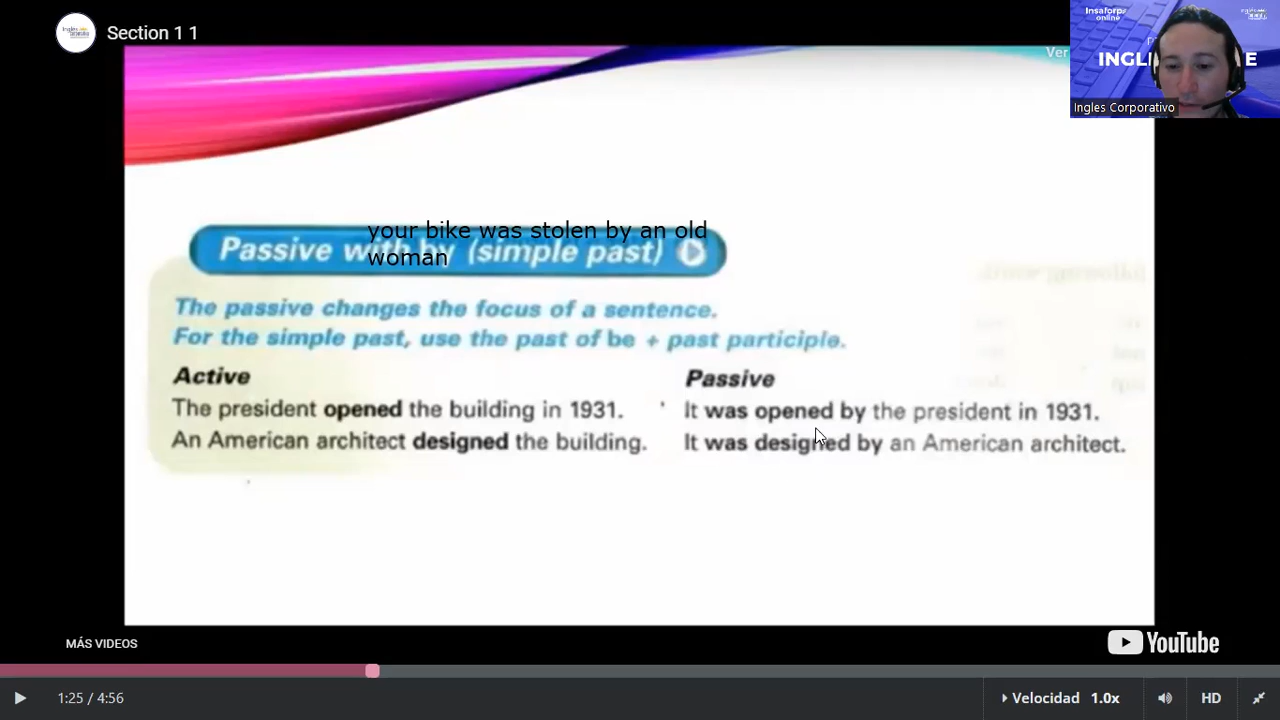 Section 1 1
Ver
Insaforp
online
INGL
E
Ingles Corporativo
your bike was stolen by an old
woman
Passive with by (simple past)
The passive changes the focus of a sentence.
For the simple past, use the past of be + past participle.
Active
Passive
The president opened the building in 1931.
It was opened by the president in 1931.
An American architect designed the building.
It was designed by an American architect.
MÁS VIDEOS
YouTube
1:25 / 4:56
Velocidad 1.0x
HD